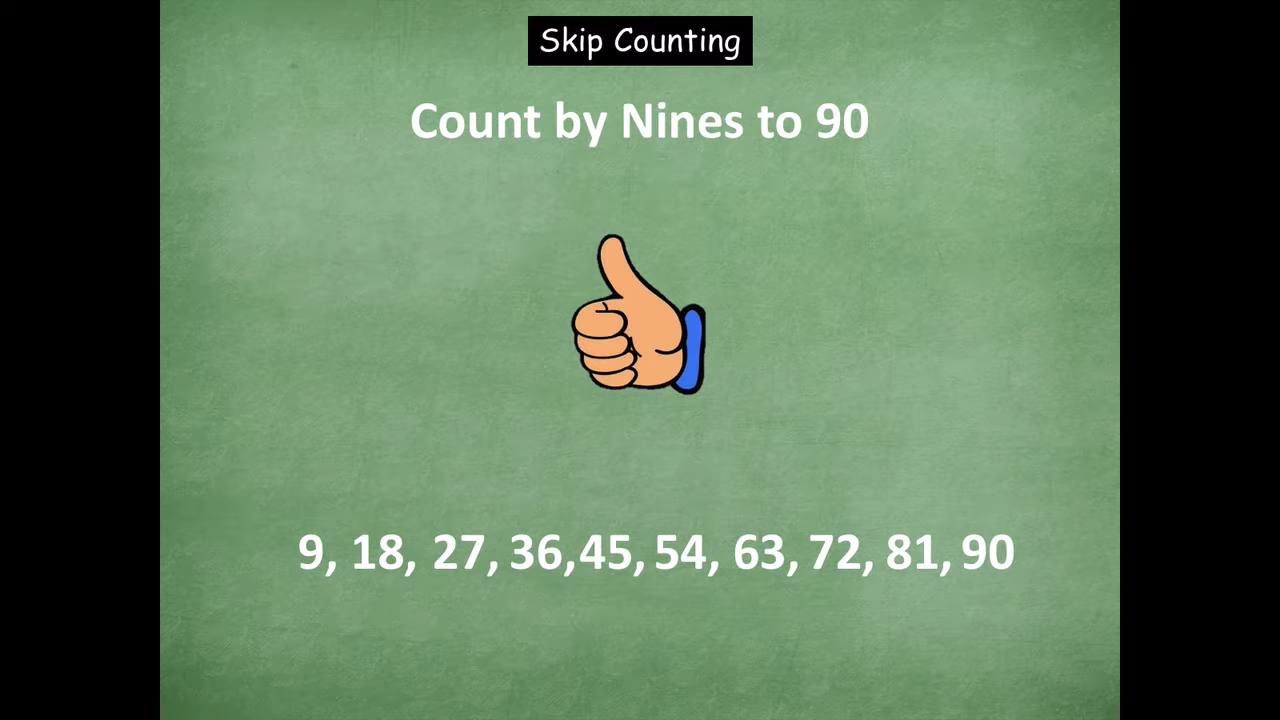 Skip Counting
Count by Nines to 90
9, 18, 27, 36,45, 54, 63, 72, 81, 90